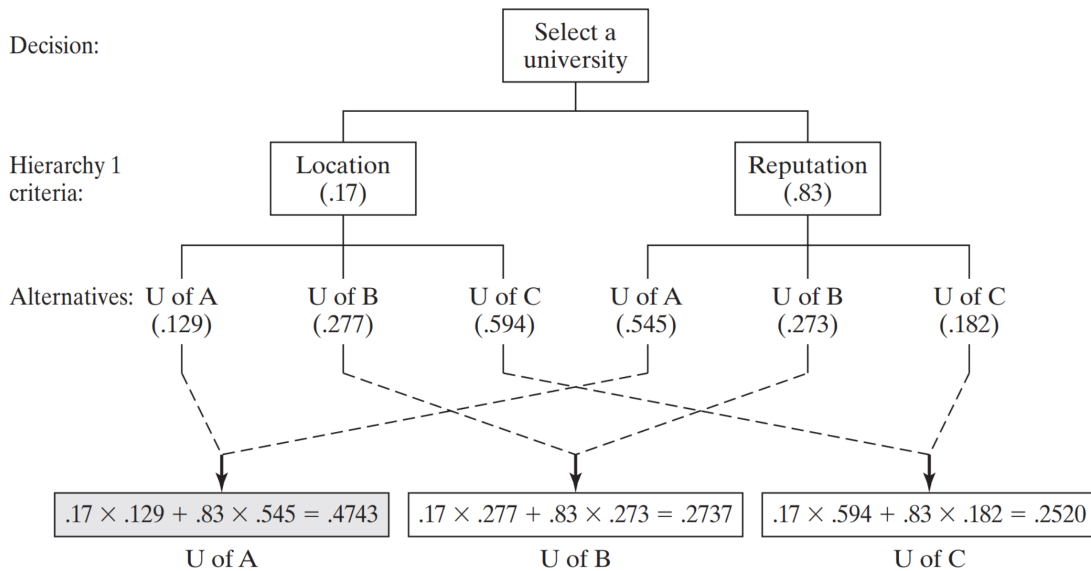 Decision:
Select a
university
Hierarchy 1
criteria:
Location
(.17)
Reputation
(.83)
Alternatives: U of A U of B U of C U of A U of B U of C
(.129) (.277) (.594) (.545) (.273) (.182)
.17 × .129 + .83 × .545 = .4743 .17 × .277 + .83 × .273 = .2737 .17 × .594 + .83 × .182 = .2520
U of A U of B U of C